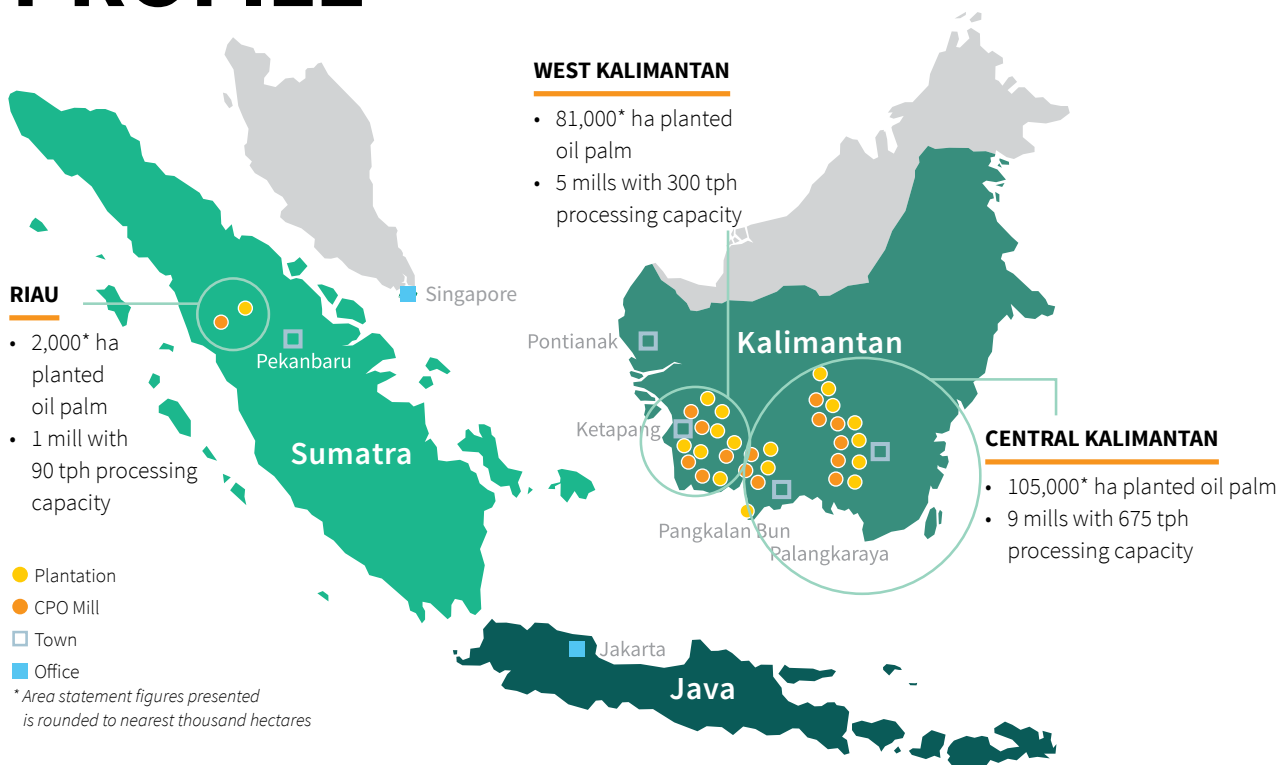 PROFILE
WEST KALIMANTAN
• 81,000* ha planted
oil palm
• 5 mills with 300 tph
processing capacity
RIAU
• 2,000* ha
planted
oil palm
• 1 mill with
90 tph processing
capacity
Singapore
Pekanbaru
Sumatra
Pontianak
Kalimantan
Ketapang
Pangkalan Bun
Palangkaraya
CENTRAL KALIMANTAN
• 105,000* ha planted oil palm
• 9 mills with 675 tph
processing capacity
Jakarta
Java
Plantation
CPO Mill
Town
Office
* Area statement figures presented
is rounded to nearest thousand hectares